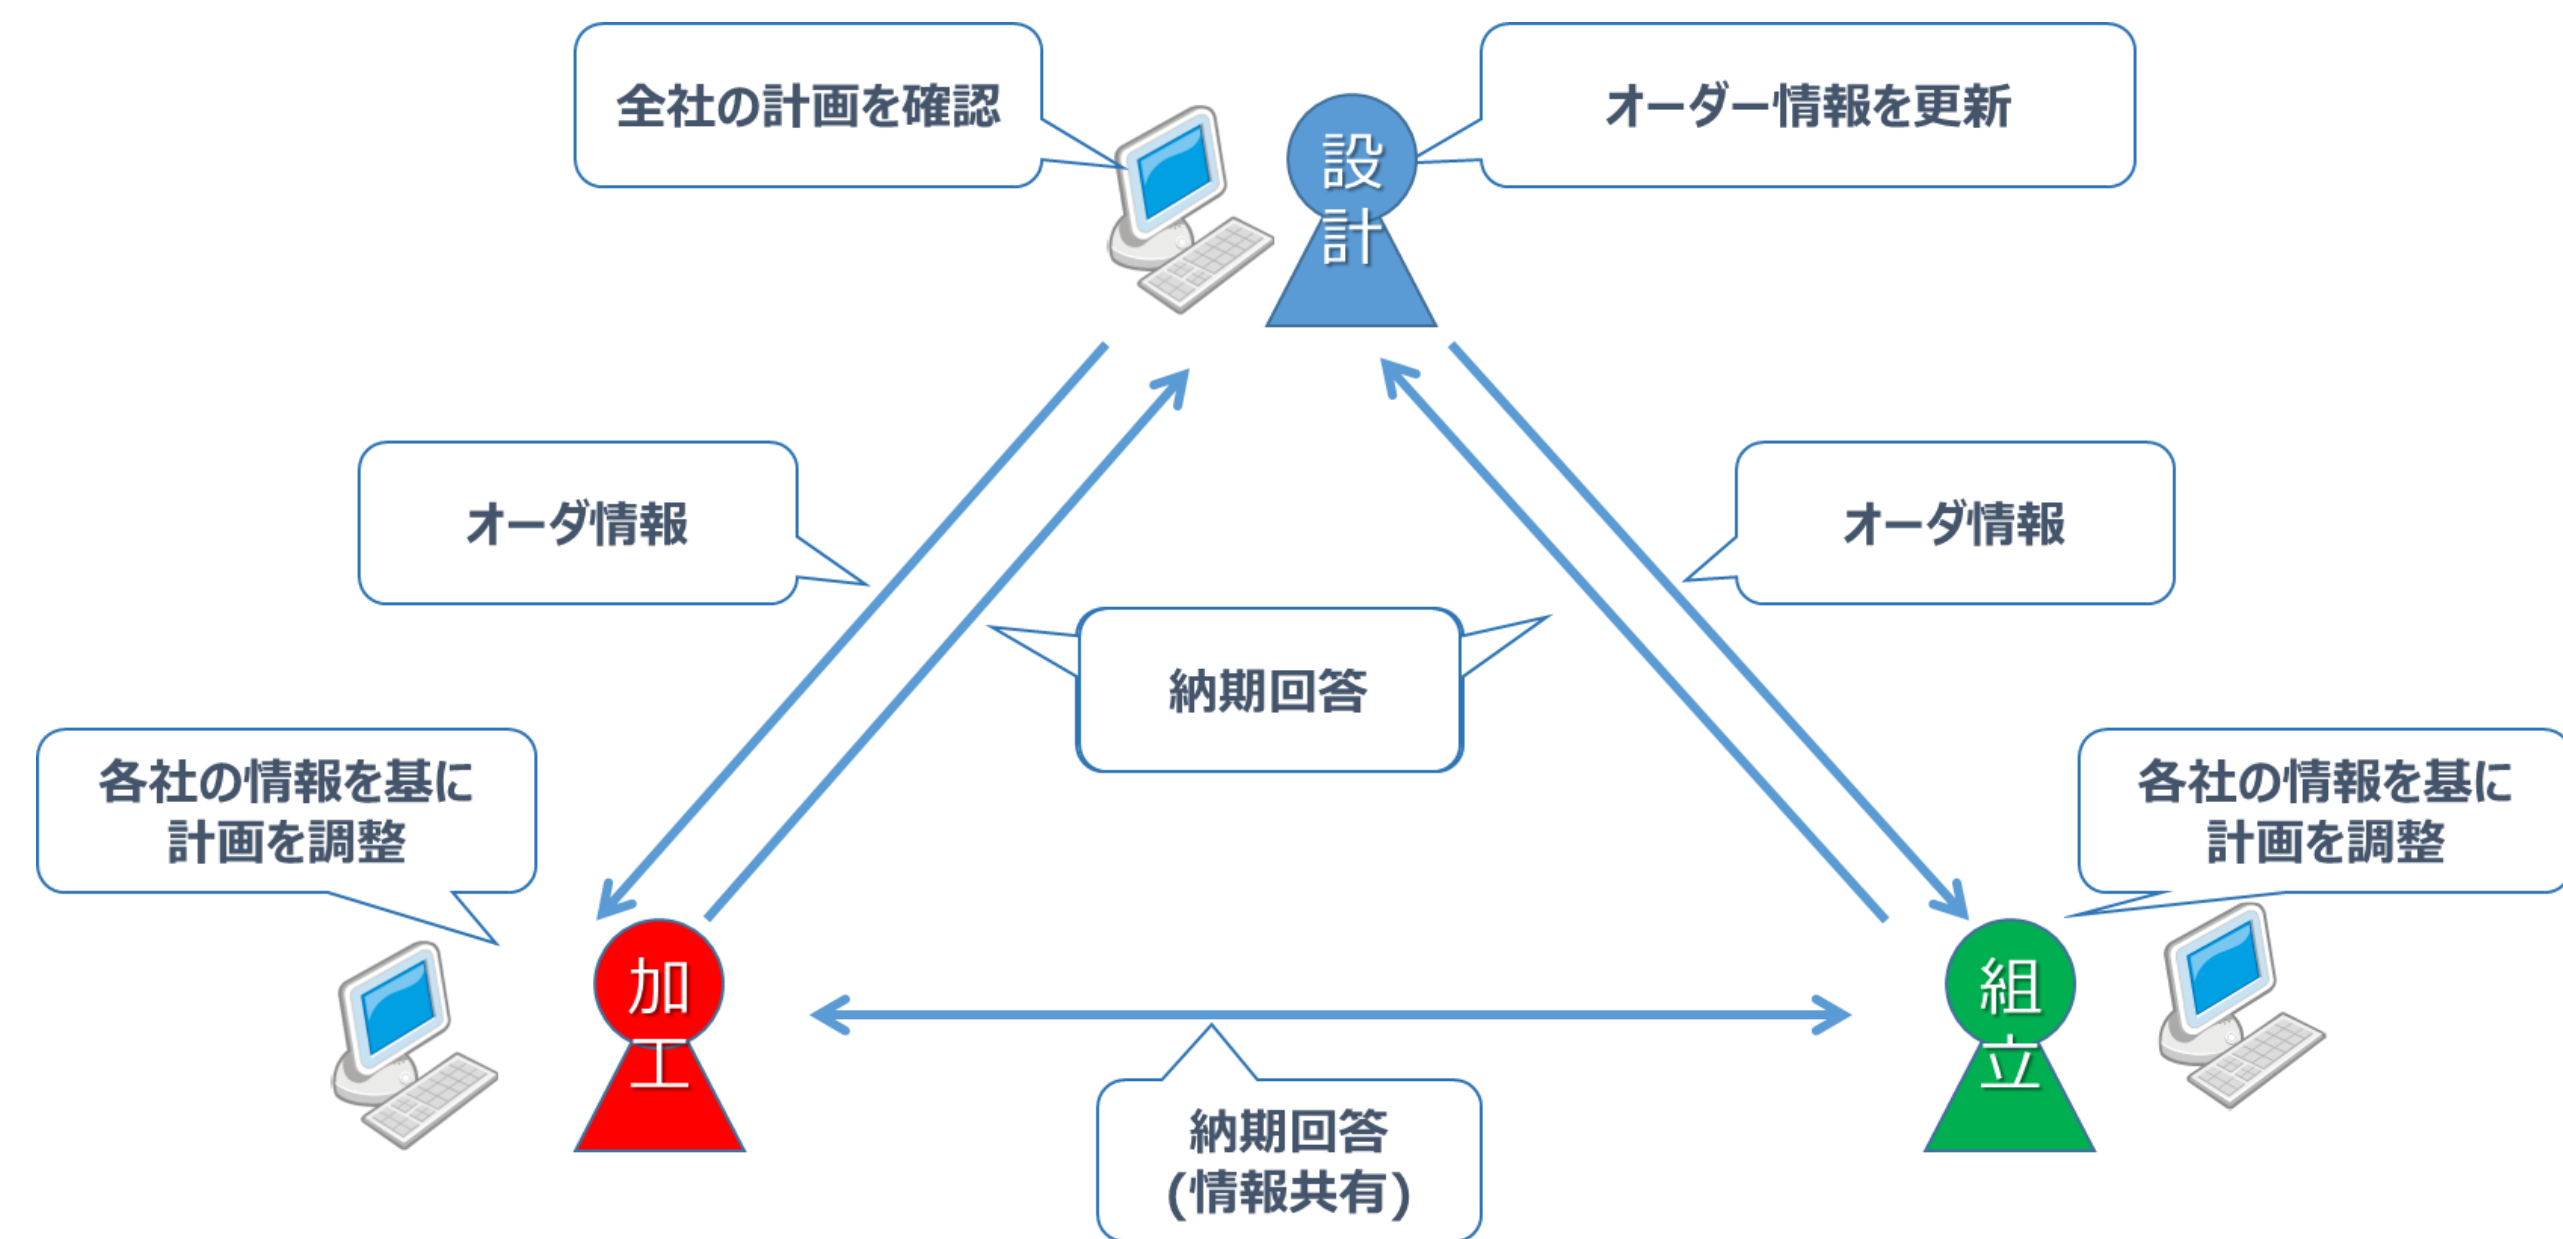 全社の計画を確認
オーダー情報を更新
設
計
オーダ情報
オーダ情報
納期回答
各社の情報を基に
計画を調整
各社の情報を基に
計画を調整
加
工
組
立
納期回答
(情報共有)